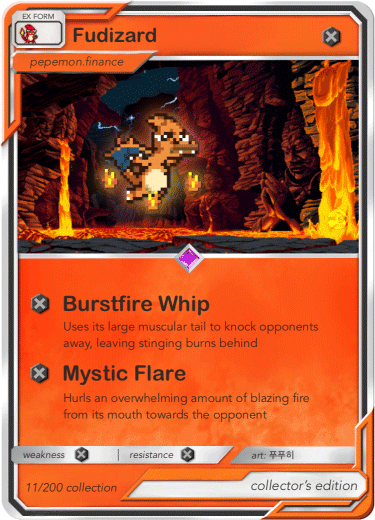 EX FORM
Fudizard
pepemon.finance
Burstfire Whip
Uses its large muscular tail to knock opponents
away, leaving stinging burns behind
Mystic Flare
Hurls an overwhelming amount of blazing fire
from its mouth towards the opponent
weakness resistance art: 푸푸히
11/200 collection collector's edition